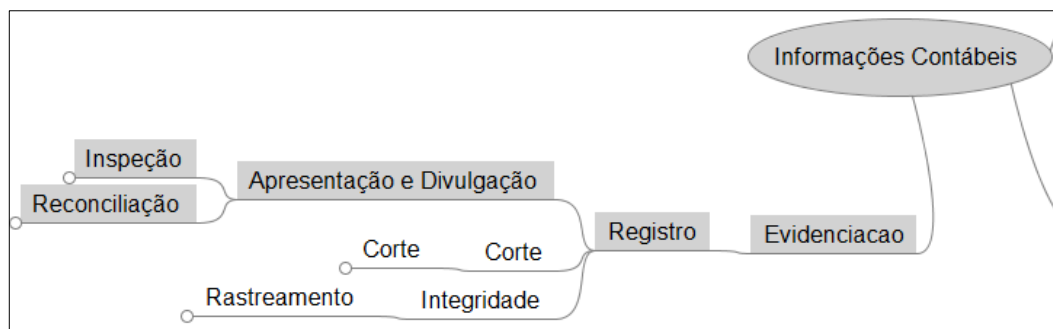 Informações Contábeis
Inspeção
Apresentação e Divulgação
Reconciliação
Registro
Evidenciacao
Corte
Corte
Rastreamento
Integridade